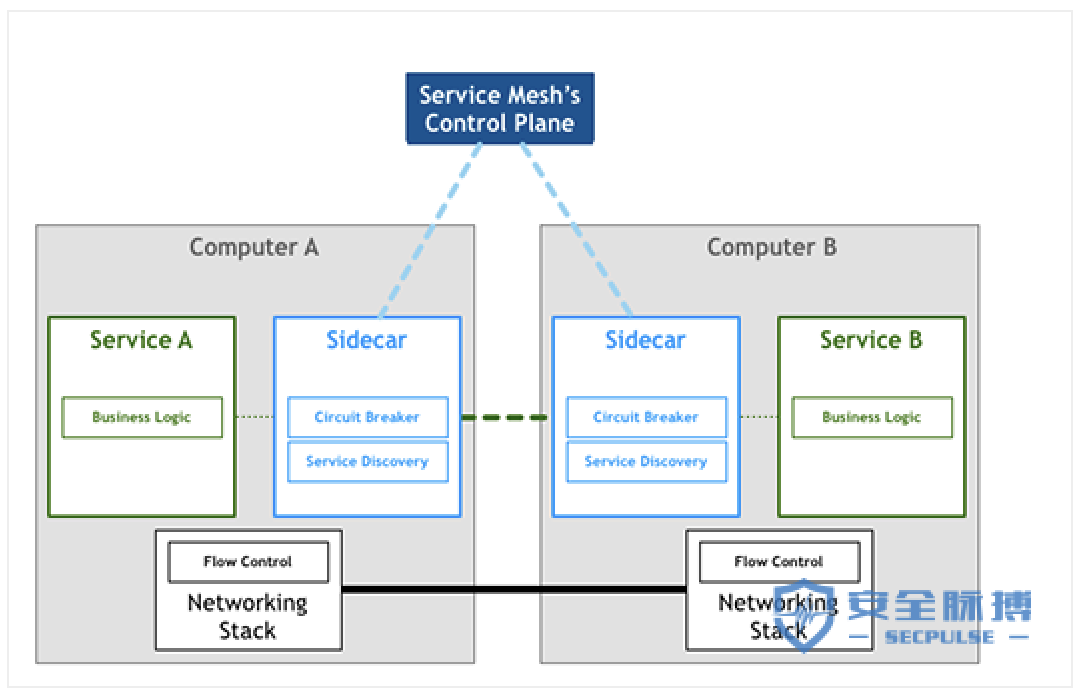 Service Mesh's
Control Plane
Computer A
Service A
Business Logic
Sidecar
Circuit Breaker
Service Discovery
Flow Control
Networking
Stack
Computer B
Sidecar
Circuit Breaker
Service Discovery
Service B
Business Logic
Flow Control
Networking
Stack
安全脉搏
SECPULSE